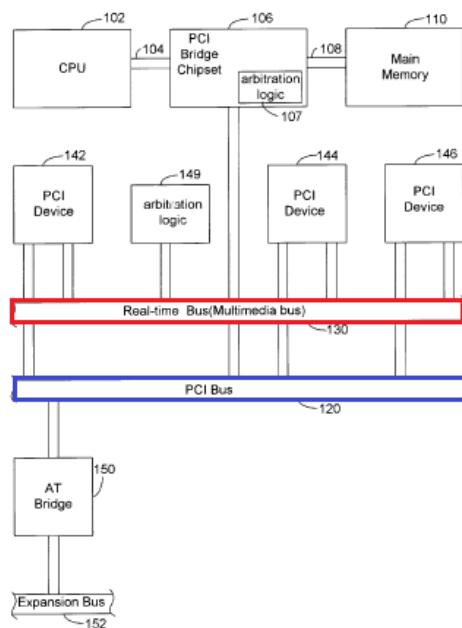 102
106
110
CPU
104
PCI
Bridge
Chipset
arbitration
logic
107
108
Main
Memory
142
149
144
146
PCI
Device
arbitration
logic
PCI
Device
PCI
Device
Real-time Bus(Multimedia bus)
130
PCI Bus
120
150
AT
Bridge
Expansion Bus
152